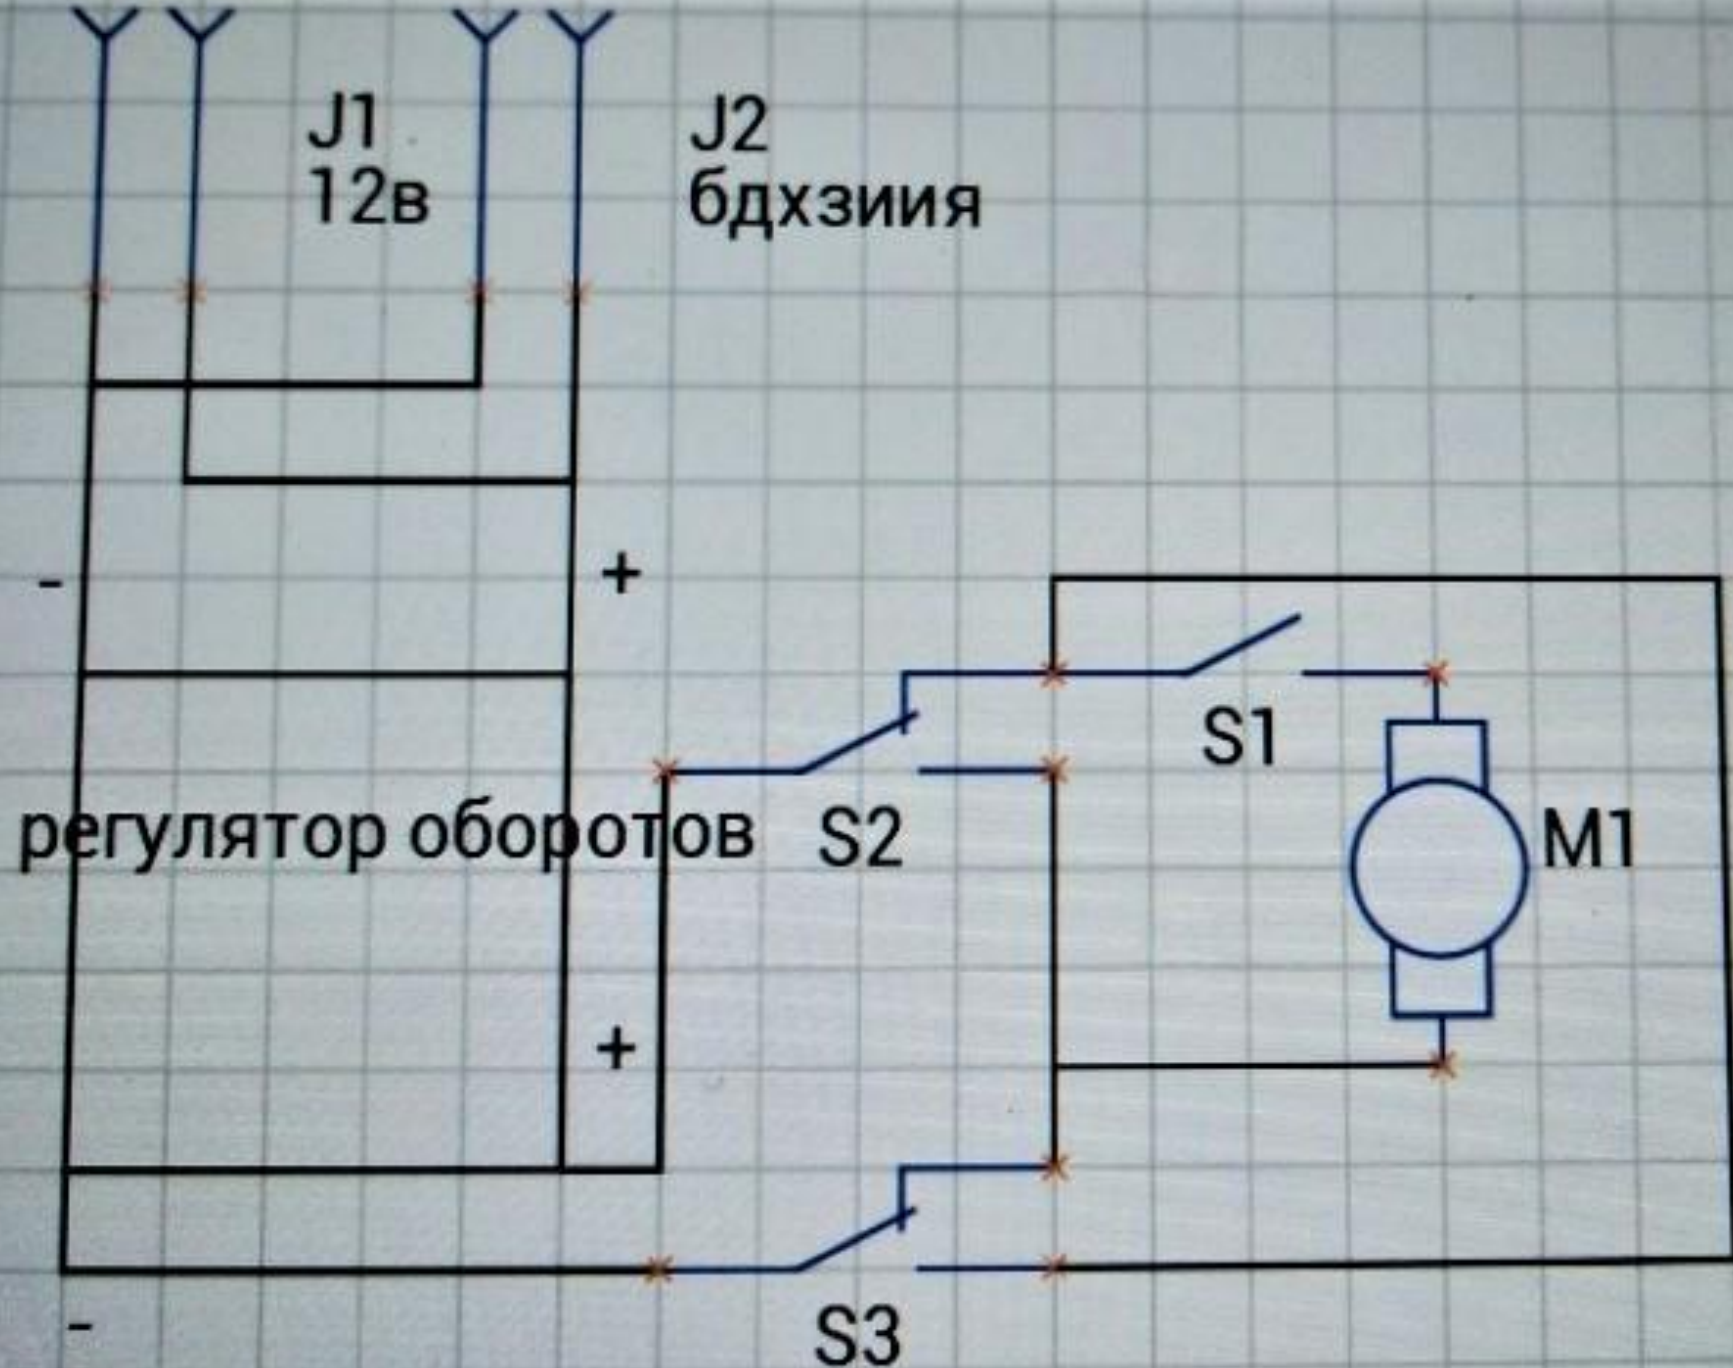 J1
12в
J2
бдхзиия
-
+
S1
регулятор оборотов
S2
M1
+
-
S3